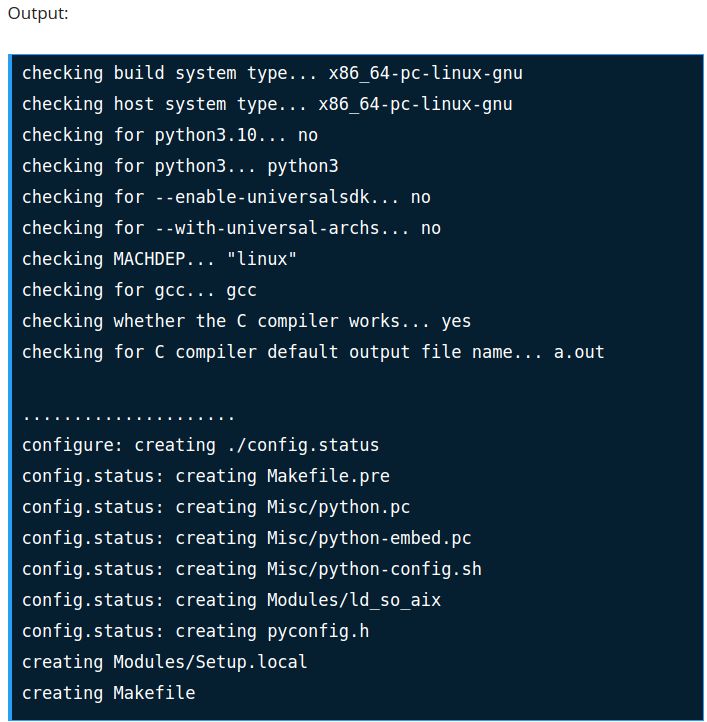 Output:
checking build system type... x86_64-pc-linux-gnu
checking host system type... x86_64-pc-linux-gnu
checking for python3.10... no
checking for python3... python3
checking for --enable-universalsdk... no
checking for --with-universal-archs... no
checking MACHDEP... "linux"
checking for gcc... gcc
checking whether the C compiler works... yes
checking for C compiler default output file name... a.out
.....................
configure: creating ./config.status
config.status: creating Makefile.pre
config.status: creating Misc/python.pc
config.status: creating Misc/python-embed.pc
config.status: creating Misc/python-config.sh
config.status: creating Modules/ld_so_aix
config.status: creating pyconfig.h
creating Modules/Setup.local
creating Makefile